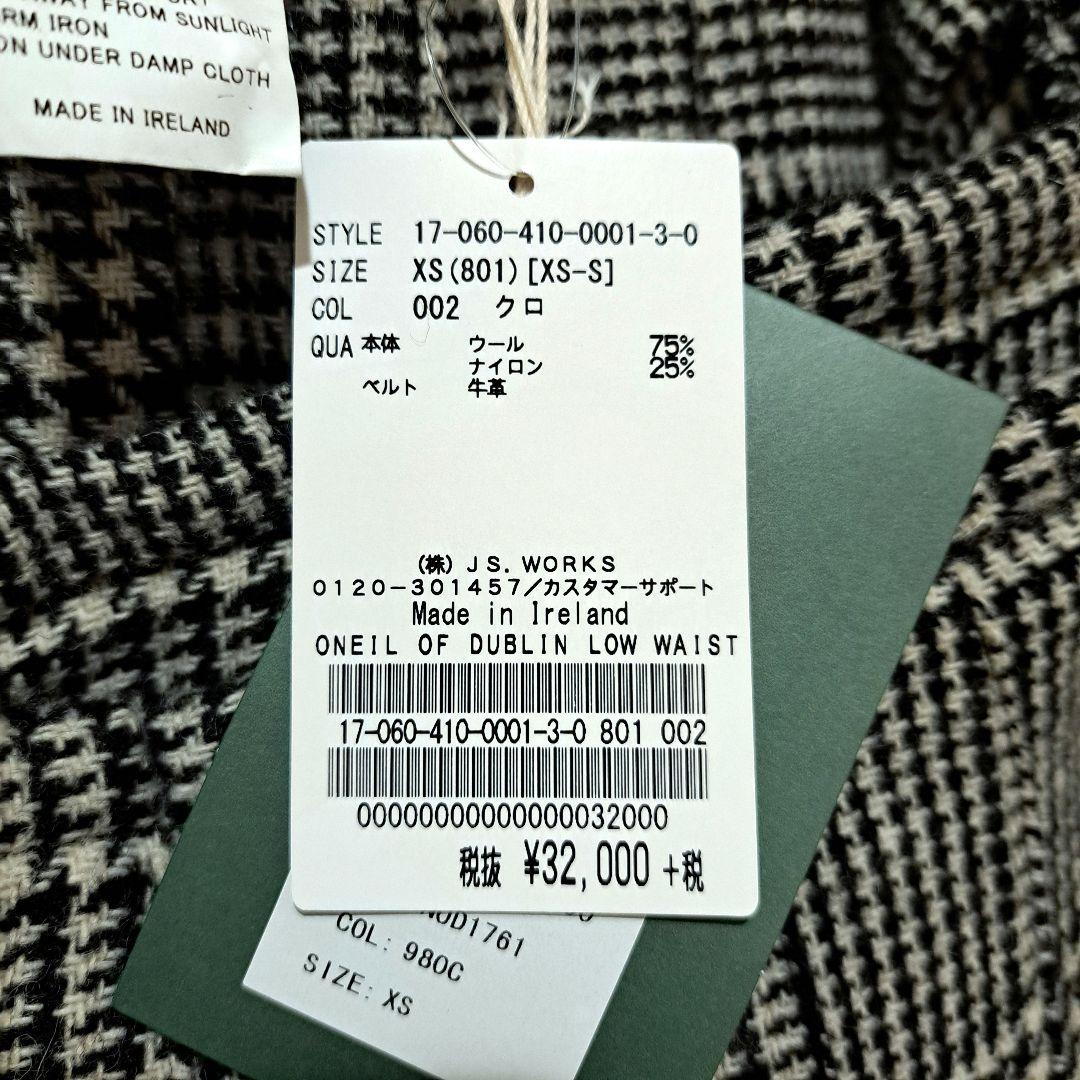 FROM SUNLIGHT
IRON
UNDER DAMP CLOTH
MADE IN IRELAND
STYLE 17-060-410-0001-3-0
SIZE XS(801)[XS-S]
COL 002 クロ
QUA 本体 ウール 75%
ナイロン 25%
ベルト 牛革
(株) JS. WORKS
0120-301457/カスタマーサポート
Made in Ireland
ONEIL OF DUBLIN LOW WAIST
17-060-410-0001-3-0 801 002
00000000000000032000
税抜 ¥32,000 +税
NOD1761
COL: 980C
SIZE: XS